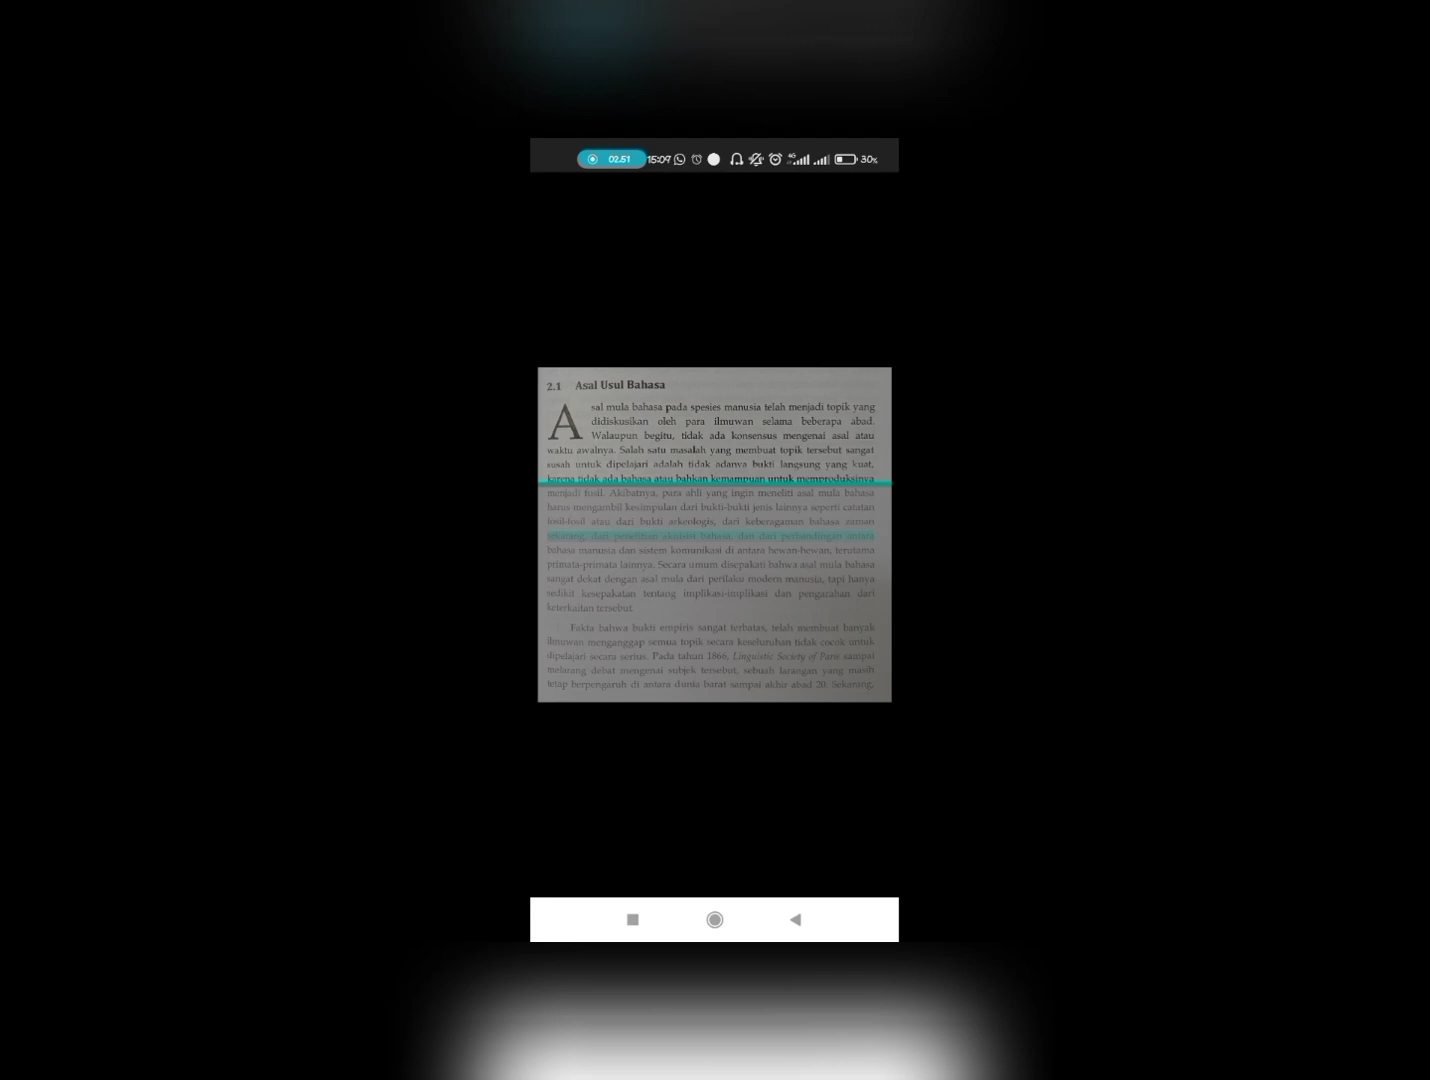 02.51 15:09 4G 30%
2.1 Asal Usul Bahasa
Asal mula bahasa pada spesies manusia telah menjadi topik yang
didiskusikan oleh para ilmuwan selama beberapa abad.
Walaupun begitu, tidak ada konsensus mengenai asal atau
waktu awalnya. Salah satu masalah yang membuat topik tersebut sangat
susah untuk dipelajari adalah tidak adanya bukti langsung yang kuat,
karena tidak ada bahasa atau bahkan kemampuan untuk memproduksinya
menjadi fosil. Akibatnya, para ahli yang ingin meneliti asal mula bahasa
harus mengambil kesimpulan dari bukti-bukti jenis lainnya seperti catatan
fosil-fosil atau dari bukti arkeologis, dari keberagaman bahasa zaman
sekarang, dari penelitian akuisisi bahasa, dan dari perbandingan antara
bahasa manusia dan sistem komunikasi di antara hewan-hewan, terutama
primata-primata lainnya. Secara umum disepakati bahwa asal mula bahasa
sangat dekat dengan asal mula dari perilaku modern manusia, tapi hanya
sedikit kesepakatan tentang implikasi-implikasi dan pengarahan dari
keterkaitan tersebut.
Fakta bahwa bukti empiris sangat terbatas, telah membuat banyak
ilmuwan menganggap semua topik secara keseluruhan tidak cocok untuk
dipelajari secara serius. Pada tahun 1866, Linguistic Society of Paris sampai
melarang debat mengenai subjek tersebut, sebuah larangan yang masih
tetap berpengaruh di antara dunia barat sampai akhir abad 20. Sekarang,